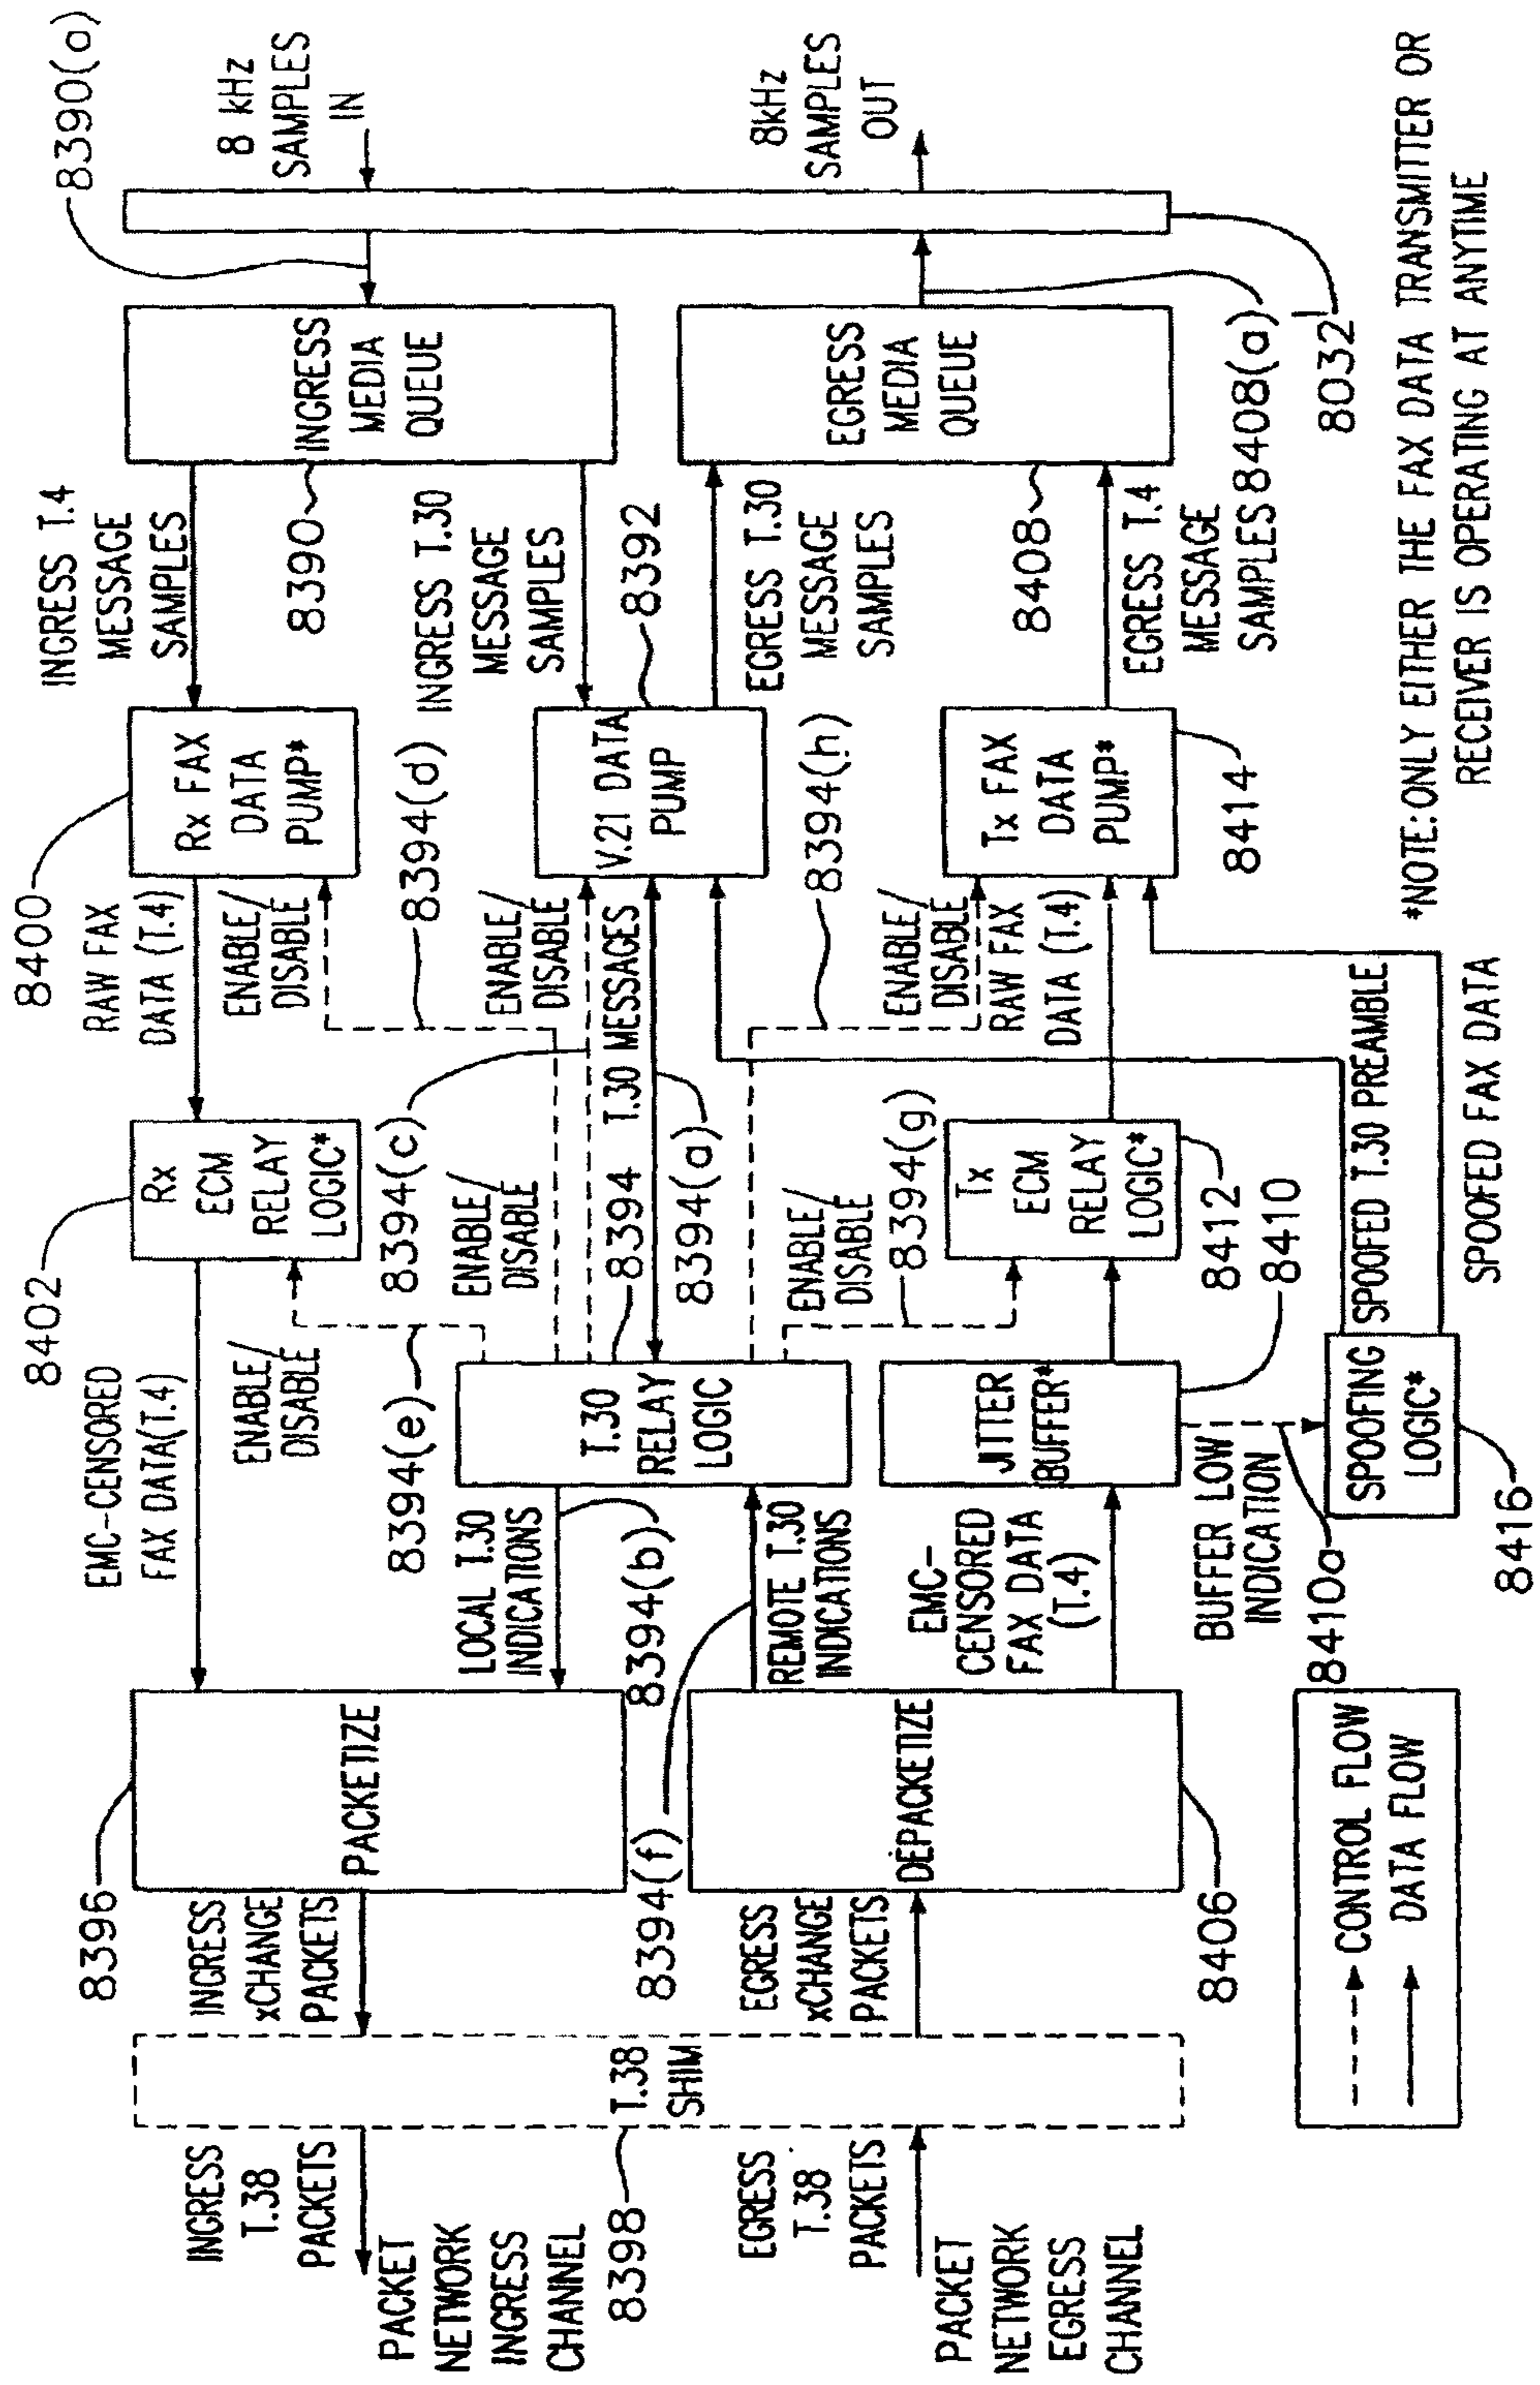 8396
INGRESS
T.38
PACKETS
PACKET
NETWORK
INGRESS
CHANNEL
8398
EGRESS
T.38
PACKETS
PACKET
NETWORK
EGRESS
CHANNEL
T.38
SHIM
INGRESS
xCHANGE
PACKETS
8394(f)
EGRESS
xCHANGE
PACKETS
8406
PACKETIZE
DEPACKETIZE
CONTROL FLOW
DATA FLOW
8402
EMC-CENSORED
FAX DATA(T.4)
ENABLE/
DISABLE
8394(e)
LOCAL T.30
INDICATIONS
8394(b)
REMOTE T.30
INDICATIONS
EMC-
CENSORED
FAX DATA
(T.4)
BUFFER LOW
INDICATION
8410a
8416
T.30
RELAY
LOGIC
JITTER
BUFFER*
SPOOFING
LOGIC*
Rx
ECM
RELAY
LOGIC*
8394(c)
ENABLE/
DISABLE
8394
8394(a)
ENABLE/
DISABLE
8394(g)
Tx
ECM
RELAY
LOGIC*
8412
8410
SPOOFED T.30 PREAMBLE
SPOOFED FAX DATA
8400
RAW FAX
DATA (T.4)
ENABLE/
DISABLE
8394(d)
ENABLE/
DISABLE
T.30 MESSAGES
8394(h)
ENABLE/
DISABLE
RAW FAX
DATA (T.4)
Rx FAX
DATA
PUMP*
V.21 DATA
PUMP
8392
Tx FAX
DATA
PUMP*
8414
INGRESS T.4
MESSAGE
SAMPLES
8390
INGRESS T.30
MESSAGE
SAMPLES
EGRESS T.30
MESSAGE
SAMPLES
8408
EGRESS T.4
MESSAGE
SAMPLES
8408(a)
INGRESS
MEDIA
QUEUE
EGRESS
MEDIA
QUEUE
8032
8390(a)
8 kHz
SAMPLES
IN
8kHz
SAMPLES
OUT
*NOTE: ONLY EITHER THE FAX DATA TRANSMITTER OR
RECEIVER IS OPERATING AT ANYTIME